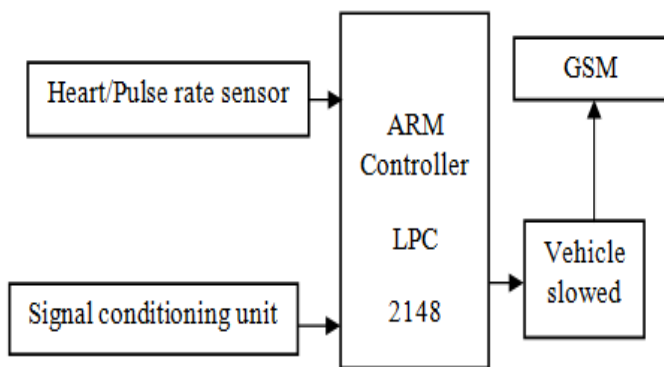 Heart/Pulse rate sensor
Signal conditioning unit
ARM
Controller
LPC
2148
GSM
Vehicle
slowed